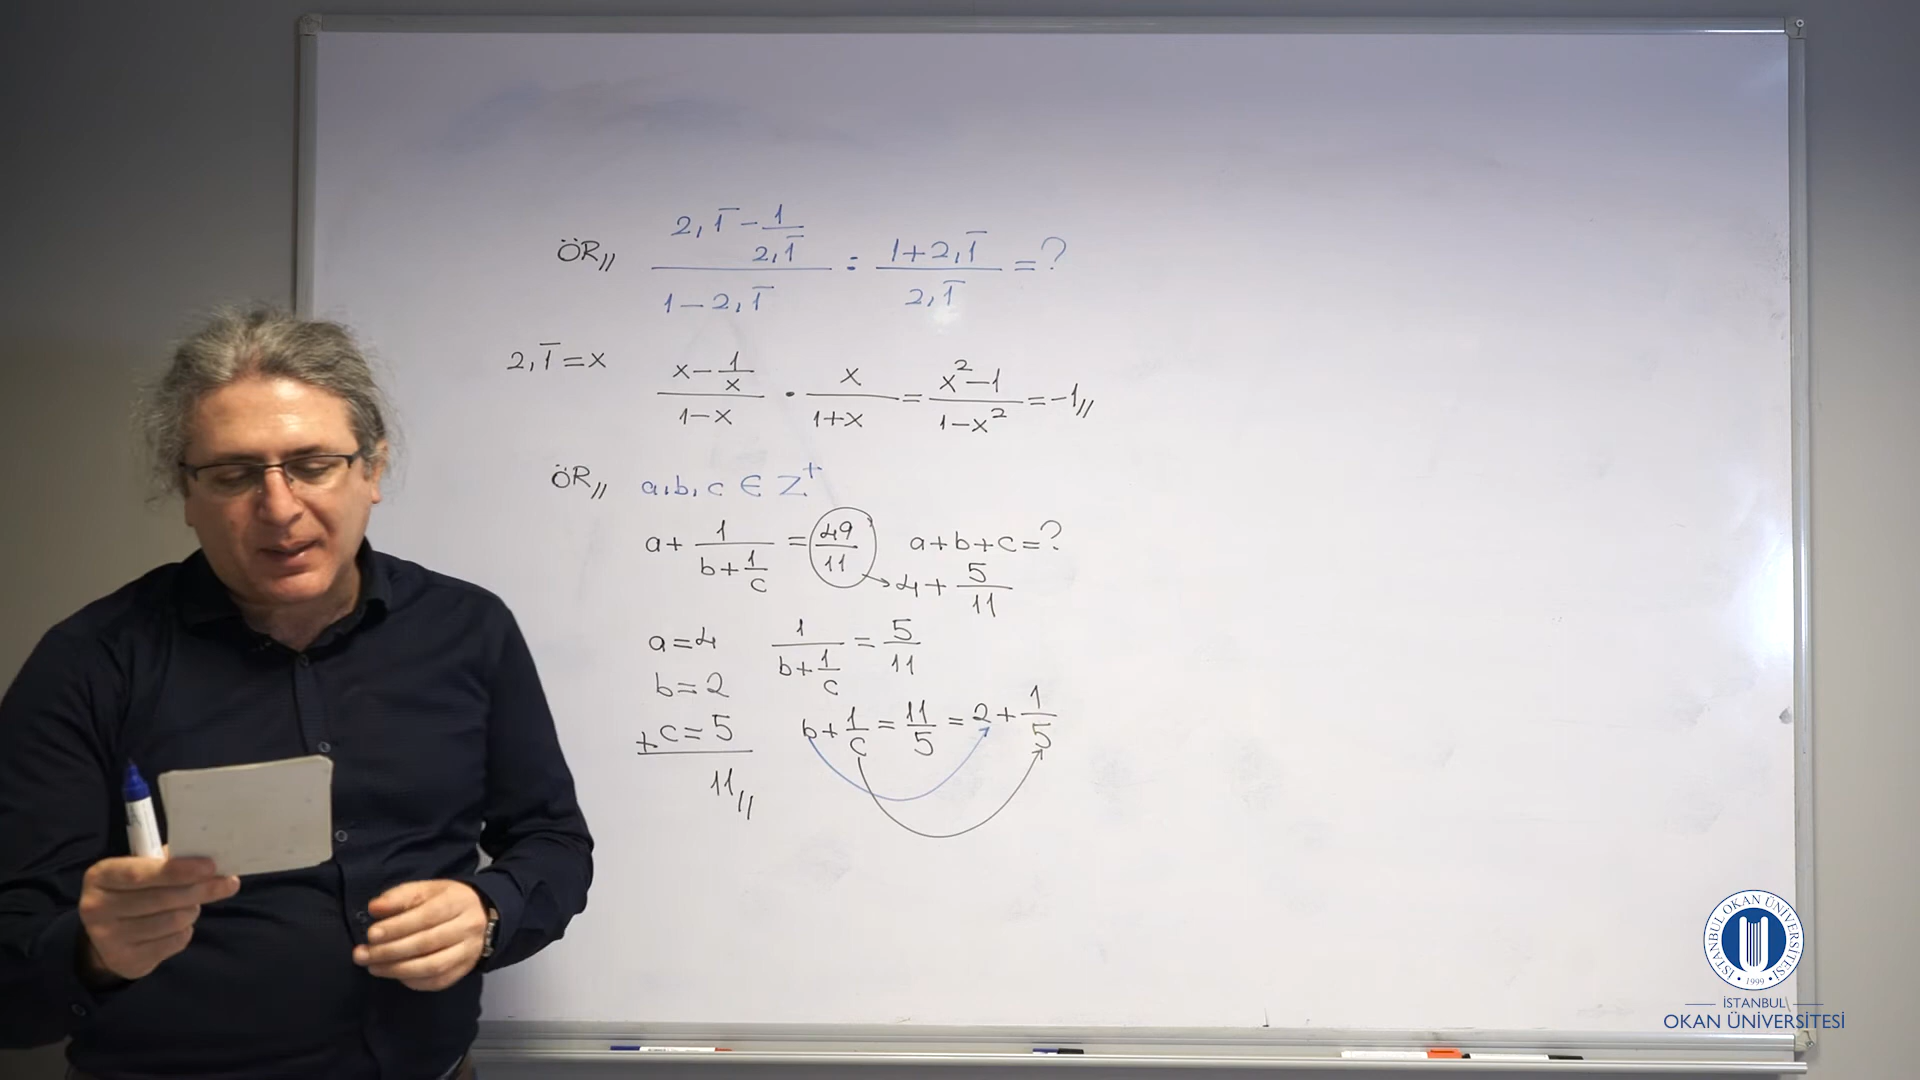 ÖR// (2,1̅ - 1/2,1̅)/(1-2,1̅) : (1+2,1̅)/2,1̅ = ?
2,1̅=x (x-1/x)/(1-x) · x/(1+x) = (x²-1)/(1-x²) = -1//
ÖR// a,b,c ∈ Z⁺
a+1/(b+1/c) = 49/11 a+b+c=?
→ 4+5/11
a=4 1/(b+1/c) = 5/11
b=2
+c=5 b+1/c = 11/5 = 2+1/5
11//
İSTANBUL OKAN ÜNİVERSİTESİ
• 1999 •
İSTANBUL
OKAN ÜNİVERSİTESİ